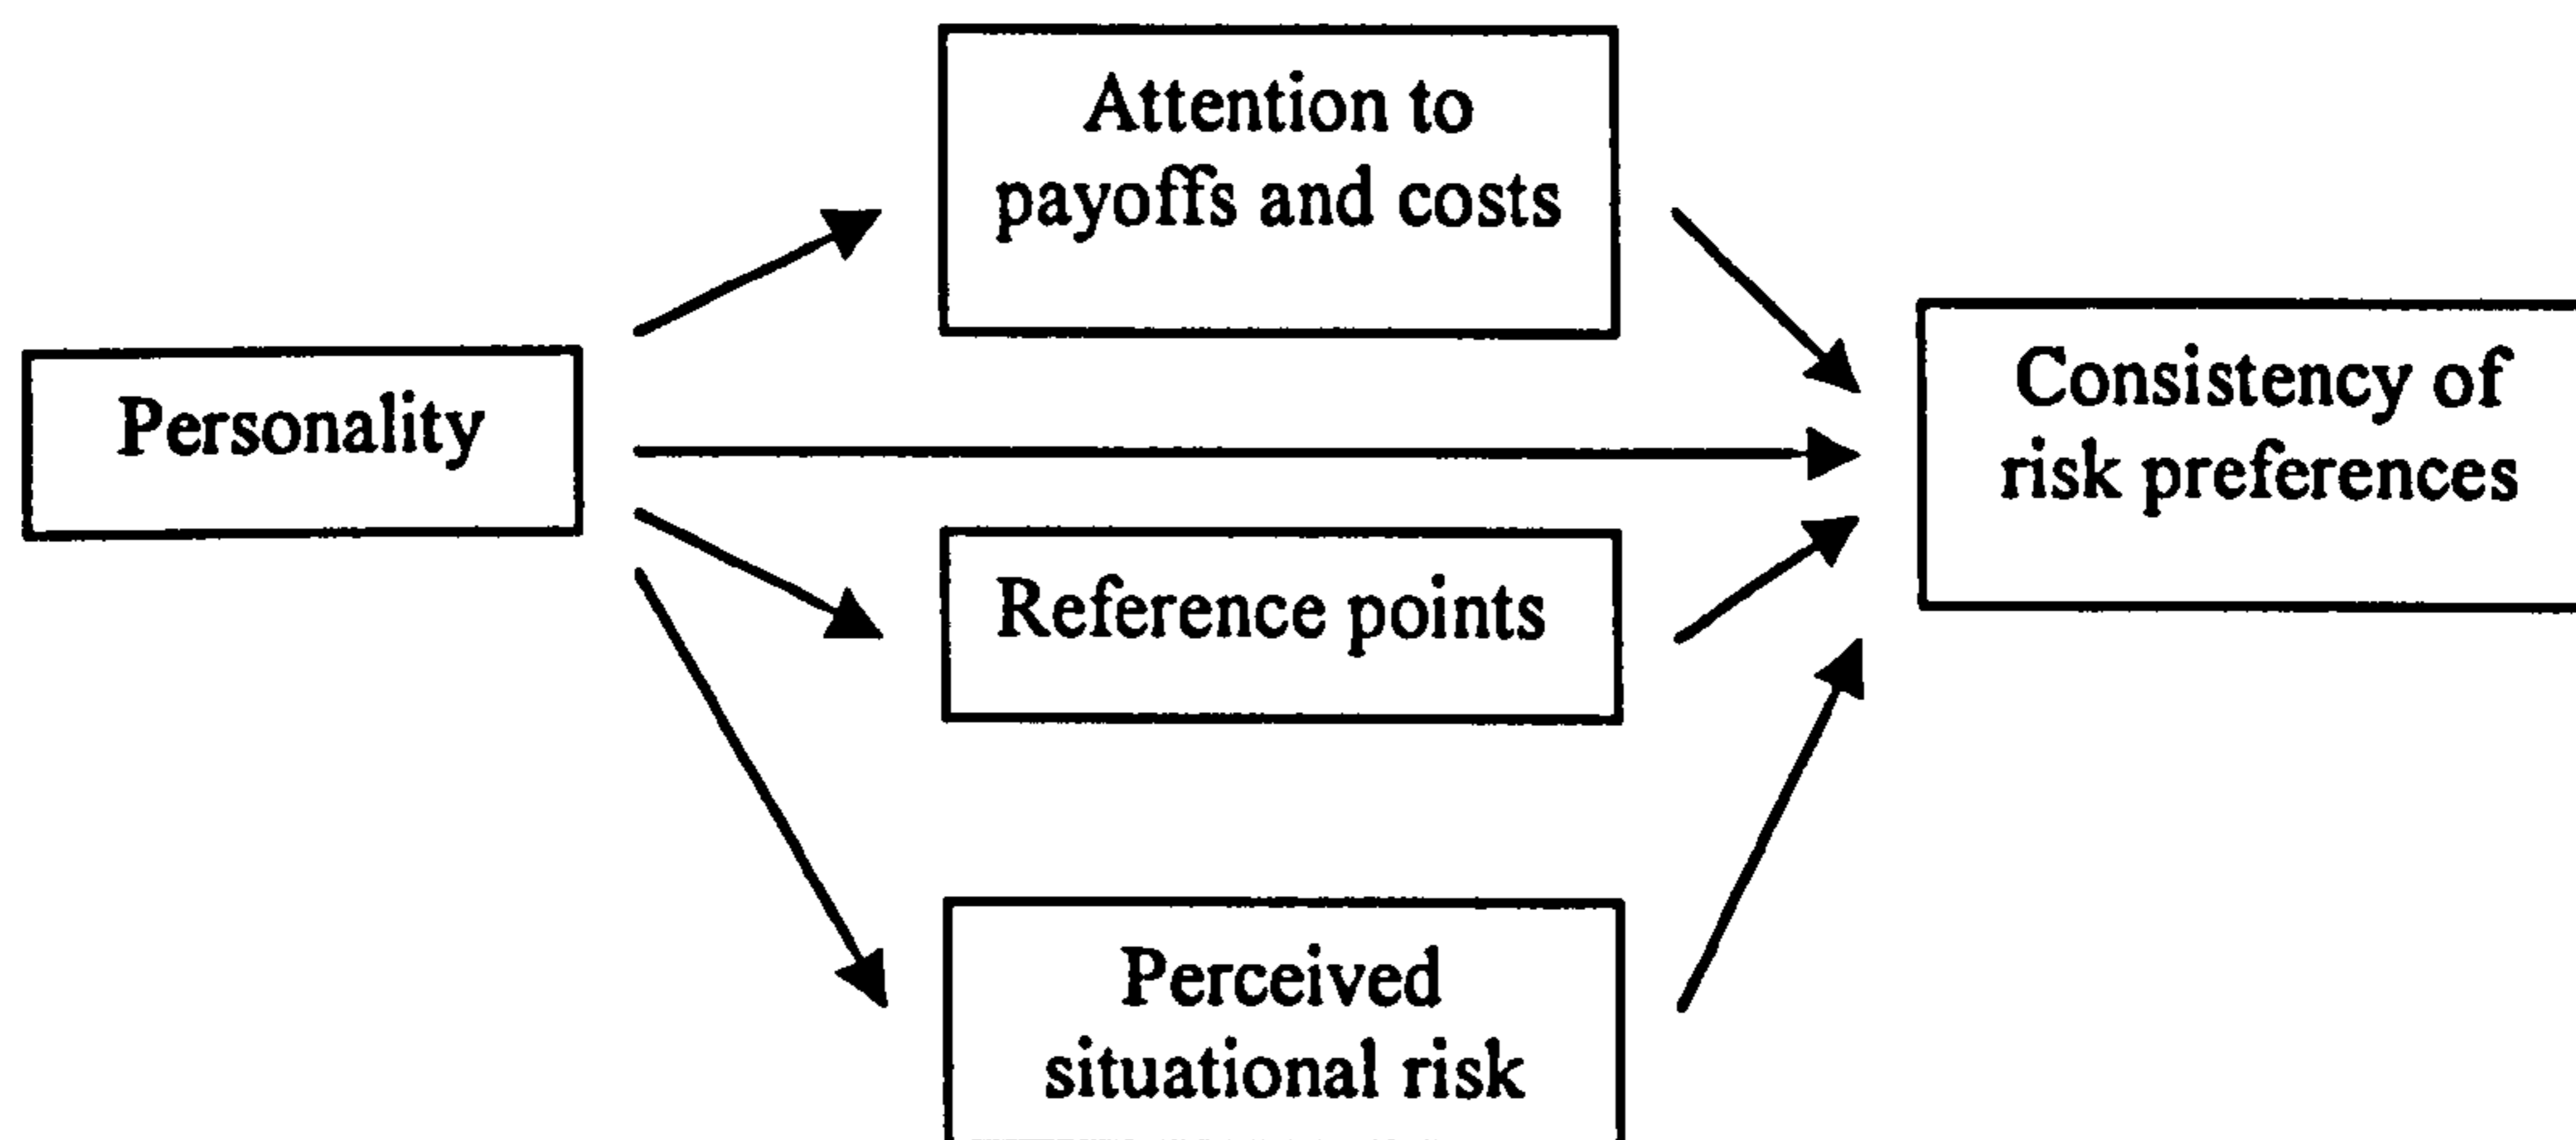 Attention to
payoffs and costs
Personality
Consistency of
risk preferences
Reference points
Perceived
situational risk